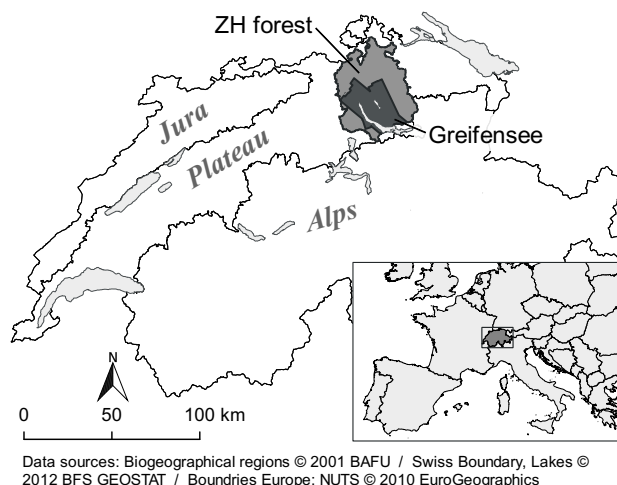 ZH forest
Greifensee
Jura
Plateau
Alps
N
0 50 100 km
Data sources: Biogeographical regions © 2001 BAFU / Swiss Boundary, Lakes ©
2012 BFS GEOSTAT / Boundries Europe: NUTS © 2010 EuroGeographics